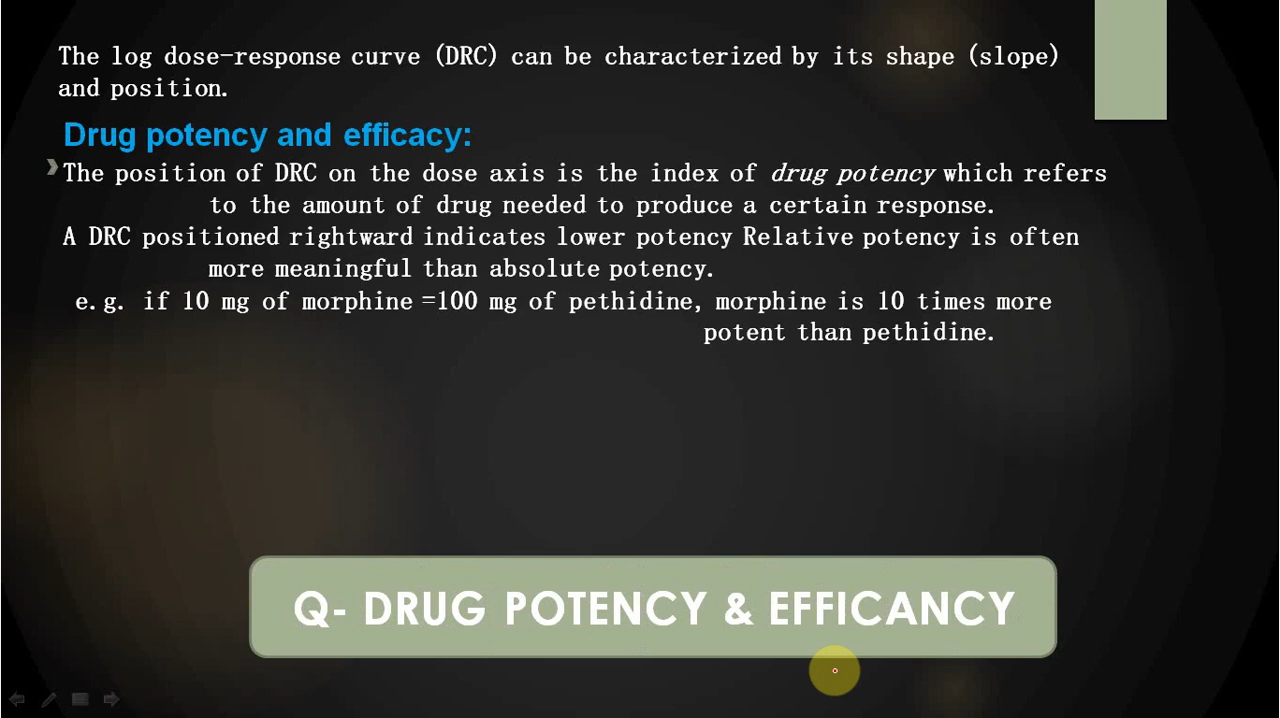 The log dose-response curve (DRC) can be characterized by its shape (slope)
and position.
Drug potency and efficacy:
The position of DRC on the dose axis is the index of drug potency which refers
to the amount of drug needed to produce a certain response.
A DRC positioned rightward indicates lower potency Relative potency is often
more meaningful than absolute potency.
e.g. if 10 mg of morphine =100 mg of pethidine, morphine is 10 times more
potent than pethidine.
Q- DRUG POTENCY & EFFICANCY